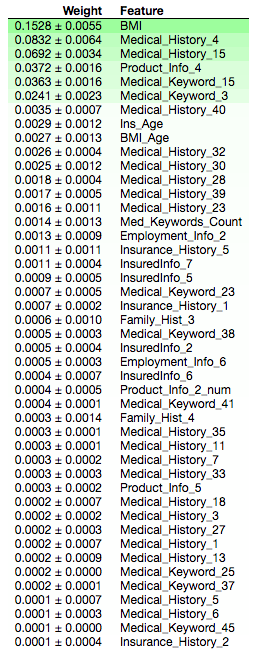 Weight Feature
0.1528 ± 0.0055 BMI
0.0832 ± 0.0064 Medical_History_4
0.0692 ± 0.0034 Medical_History_15
0.0372 ± 0.0016 Product_Info_4
0.0363 ± 0.0016 Medical_Keyword_15
0.0241 ± 0.0023 Medical_Keyword_3
0.0035 ± 0.0007 Medical_History_40
0.0029 ± 0.0012 Ins_Age
0.0027 ± 0.0013 BMI_Age
0.0026 ± 0.0004 Medical_History_32
0.0025 ± 0.0012 Medical_History_30
0.0018 ± 0.0004 Medical_History_28
0.0017 ± 0.0005 Medical_History_39
0.0016 ± 0.0011 Medical_History_23
0.0014 ± 0.0013 Med_Keywords_Count
0.0013 ± 0.0009 Employment_Info_2
0.0011 ± 0.0011 Insurance_History_5
0.0011 ± 0.0004 InsuredInfo_7
0.0009 ± 0.0005 InsuredInfo_5
0.0007 ± 0.0005 Medical_Keyword_23
0.0007 ± 0.0002 Insurance_History_1
0.0006 ± 0.0010 Family_Hist_3
0.0005 ± 0.0003 Medical_Keyword_38
0.0005 ± 0.0004 InsuredInfo_2
0.0005 ± 0.0003 Employment_Info_6
0.0004 ± 0.0007 InsuredInfo_6
0.0004 ± 0.0005 Product_Info_2_num
0.0004 ± 0.0001 Medical_Keyword_41
0.0003 ± 0.0014 Family_Hist_4
0.0003 ± 0.0001 Medical_History_35
0.0003 ± 0.0001 Medical_History_11
0.0003 ± 0.0002 Medical_History_7
0.0003 ± 0.0003 Medical_History_33
0.0003 ± 0.0002 Product_Info_5
0.0002 ± 0.0007 Medical_History_18
0.0002 ± 0.0002 Medical_History_3
0.0002 ± 0.0003 Medical_History_27
0.0002 ± 0.0007 Medical_History_1
0.0002 ± 0.0009 Medical_History_13
0.0002 ± 0.0000 Medical_Keyword_25
0.0002 ± 0.0001 Medical_Keyword_37
0.0001 ± 0.0007 Medical_History_5
0.0001 ± 0.0003 Medical_History_6
0.0001 ± 0.0000 Medical_Keyword_45
0.0001 ± 0.0004 Insurance_History_2